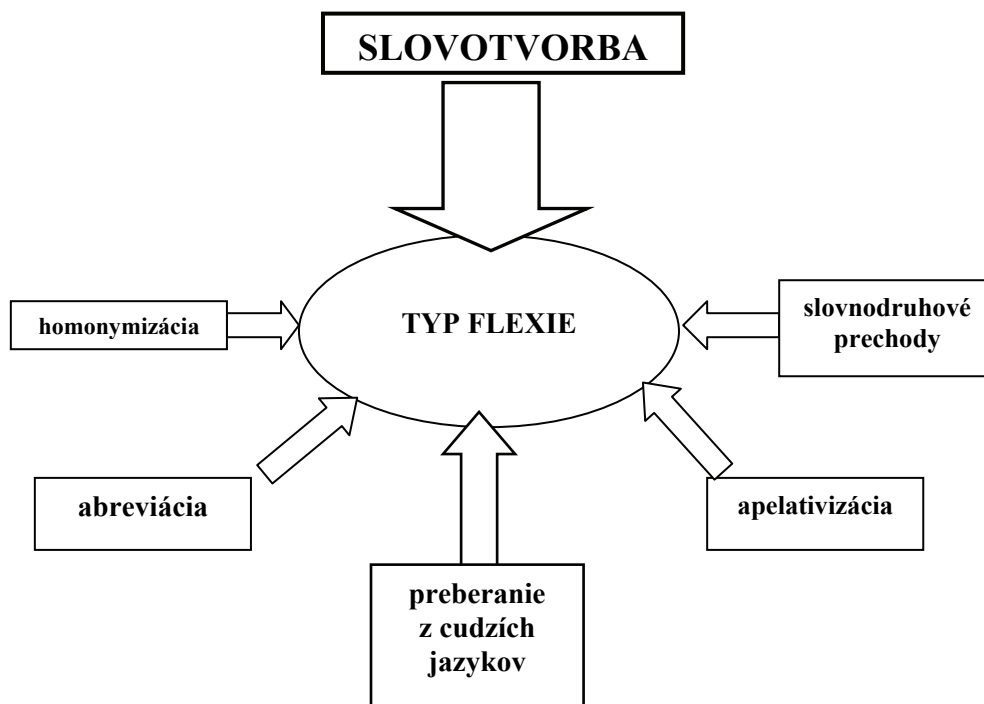 SLOVOTVORBA
TYP FLEXIE
homonymizácia
slovnodruhové
prechody
abreviácia
apelativizácia
preberanie
z cudzích
jazykov